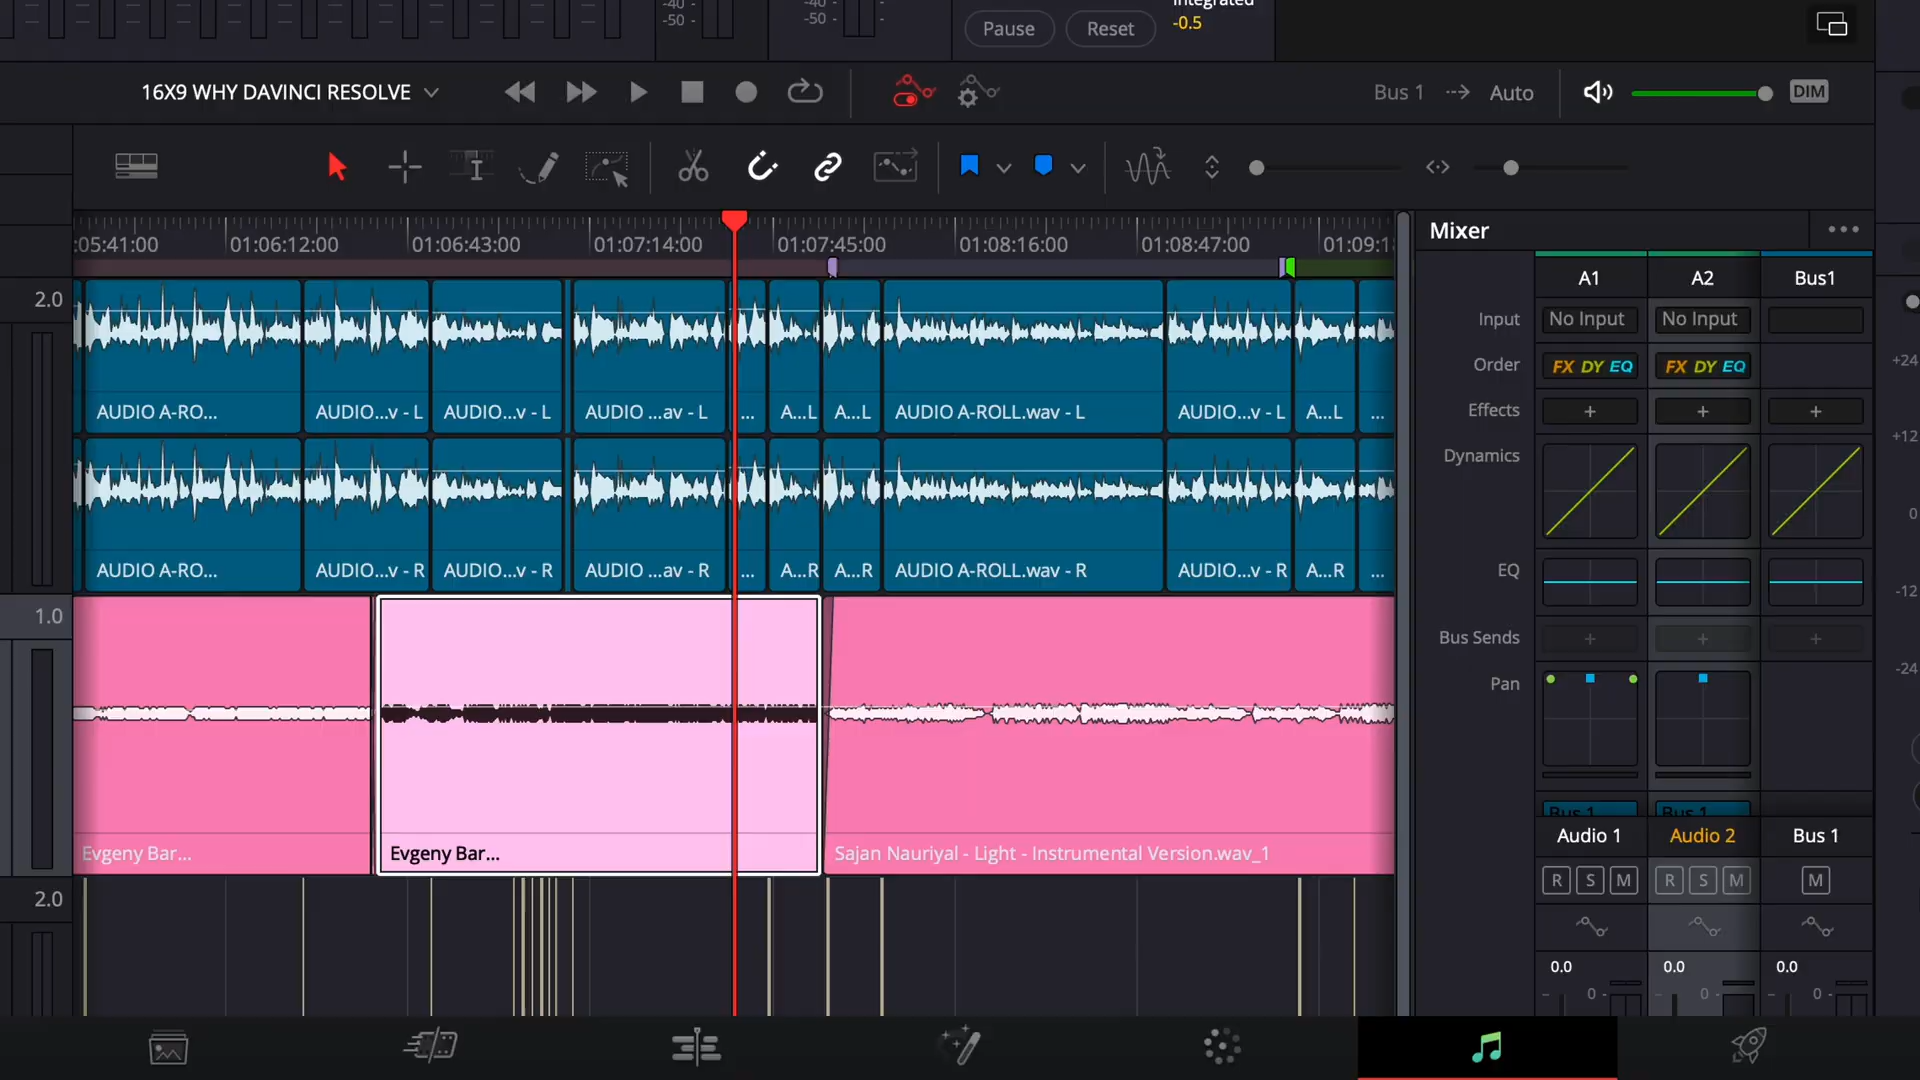 -40 -
-50 -
-40 -
-50 -
Integrated
-0.5
Pause
Reset
16X9 WHY DAVINCI RESOLVE
Bus 1
Auto
DIM
:05:41:00
01:06:12:00
01:06:43:00
01:07:14:00
01:07:45:00
01:08:16:00
01:08:47:00
01:09:1
Mixer
A1
A2
Bus1
2.0
Input
No Input
No Input
Order
FX DY EQ
FX DY EQ
+24
AUDIO A-RO...
AUDIO...v - L
AUDIO...v - L
AUDIO ...av - L
...
A...L
A...L
AUDIO A-ROLL.wav - L
AUDIO...v - L
A...L
...
Effects
+
+
+
+12
Dynamics
0
AUDIO A-RO...
AUDIO...v - R
AUDIO...v - R
AUDIO ...av - R
...
A...R
A...R
AUDIO A-ROLL.wav - R
AUDIO...v - R
A...R
...
EQ
-12
1.0
Bus Sends
+
+
+
-24
Pan
Bus 1
Bus 1
Audio 1
Audio 2
Bus 1
Evgeny Bar...
Evgeny Bar...
Sajan Nauriyal - Light - Instrumental Version.wav_1
R S M
R S M
M
2.0
0.0
0.0
0.0
0 -
0 -
0 -